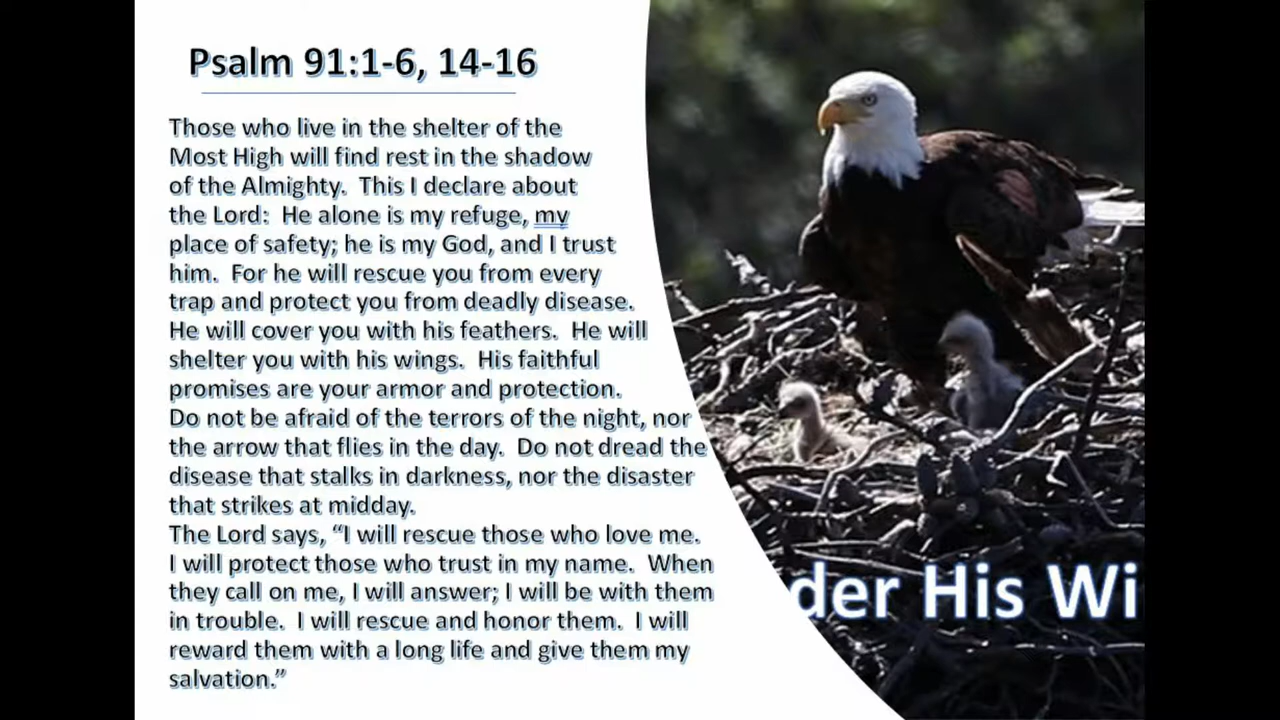 Psalm 91:1-6, 14-16
Those who live in the shelter of the
Most High will find rest in the shadow
of the Almighty.  This I declare about
the Lord:  He alone is my refuge, my
place of safety; he is my God, and I trust
him.  For he will rescue you from every
trap and protect you from deadly disease.
He will cover you with his feathers.  He will
shelter you with his wings.  His faithful
promises are your armor and protection.
Do not be afraid of the terrors of the night, nor
the arrow that flies in the day.  Do not dread the
disease that stalks in darkness, nor the disaster
that strikes at midday.
The Lord says, “I will rescue those who love me.
I will protect those who trust in my name.  When
they call on me, I will answer; I will be with them
in trouble.  I will rescue and honor them.  I will
reward them with a long life and give them my
salvation.”
der His Wi